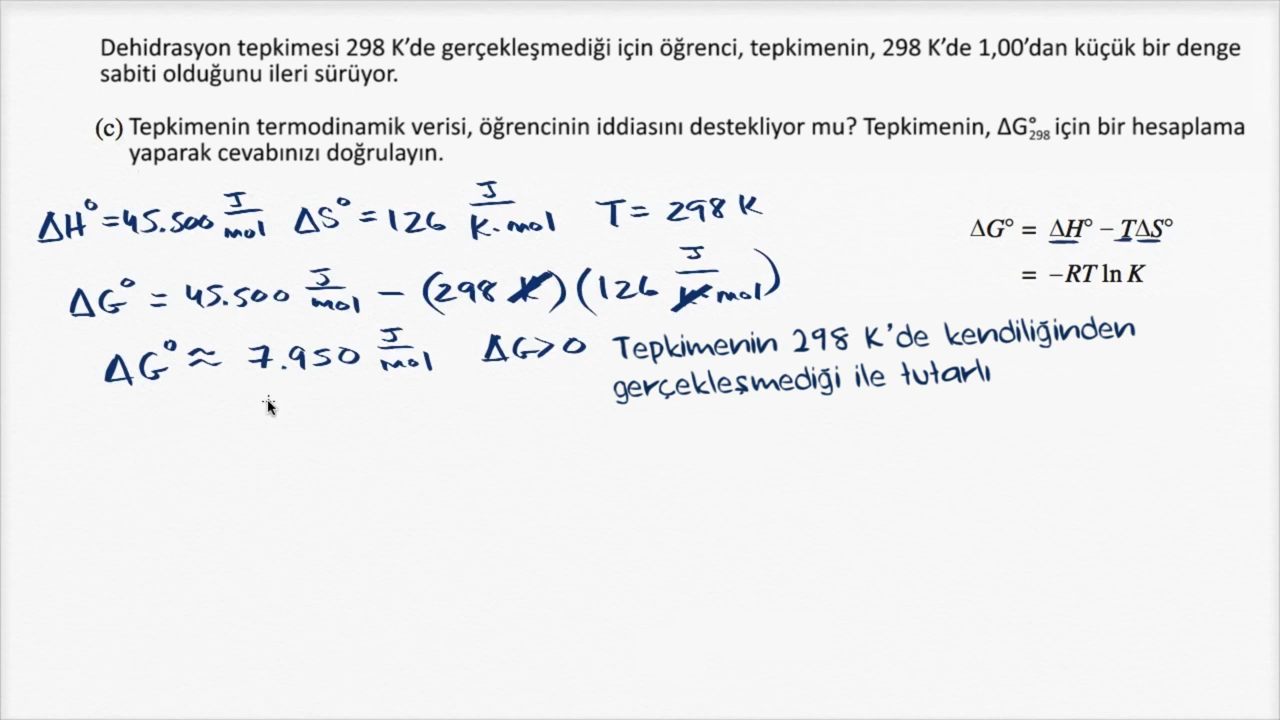 Dehidrasyon tepkimesi 298 K'de gerçekleşmediği için öğrenci, tepkimenin, 298 K'de 1,00'dan küçük bir denge
sabiti olduğunu ileri sürüyor.
(c) Tepkimenin termodinamik verisi, öğrencinin iddiasını destekliyor mu? Tepkimenin, ΔG°298 için bir hesaplama
yaparak cevabınızı doğrulayın.
ΔH° = 45.500 J/mol ΔS° = 126 J/K·mol T = 298 K
ΔG° = ΔH° − TΔS°
= −RT ln K
ΔG° = 45.500 J/mol − (298 K)(126 J/K mol)
ΔG° ≈ 7.950 J/mol ΔG>0 Tepkimenin 298 K'de kendiliğinden
gerçekleşmediği ile tutarlı